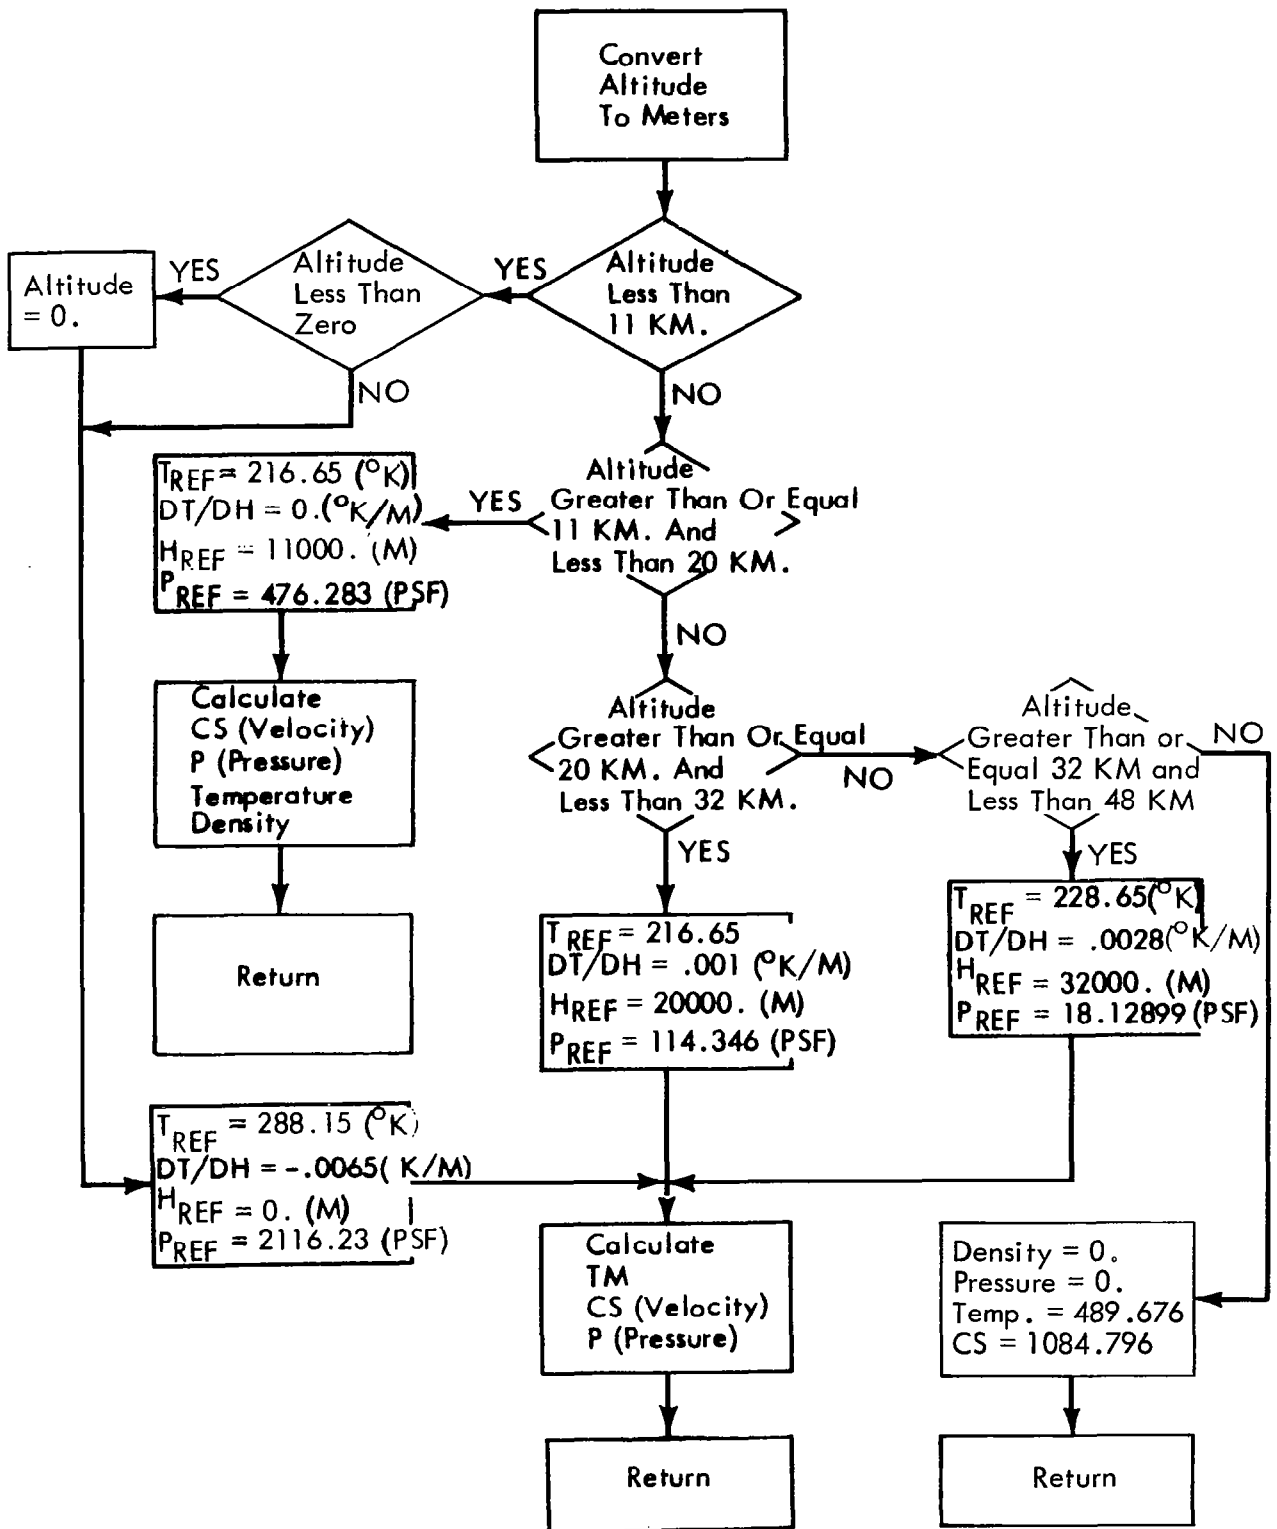 Convert
Altitude
To Meters
Altitude
Less Than
11 KM.
YES
NO
Altitude
Less Than
Zero
YES
NO
Altitude
= 0.
Altitude
Greater Than Or Equal
11 KM. And
Less Than 20 KM.
YES
NO
TREF= 216.65 (°K)
DT/DH = 0.(°K/M)
HREF = 11000. (M)
PREF = 476.283 (PSF)
Calculate
CS (Velocity)
P (Pressure)
Temperature
Density
Return
Altitude
Greater Than Or Equal
20 KM. And
Less Than 32 KM.
NO
YES
Altitude
Greater Than or
Equal 32 KM and
Less Than 48 KM
NO
YES
TREF = 216.65
DT/DH = .001 (°K/M)
HREF = 20000. (M)
PREF = 114.346 (PSF)
TREF = 228.65(°K)
DT/DH = .0028(°K/M)
HREF = 32000. (M)
PREF = 18.12899 (PSF)
TREF = 288.15 (°K)
DT/DH = -.0065( K/M)
HREF = 0. (M)
PREF = 2116.23 (PSF)
Calculate
TM
CS (Velocity)
P (Pressure)
Return
Density = 0.
Pressure = 0.
Temp. = 489.676
CS = 1084.796
Return